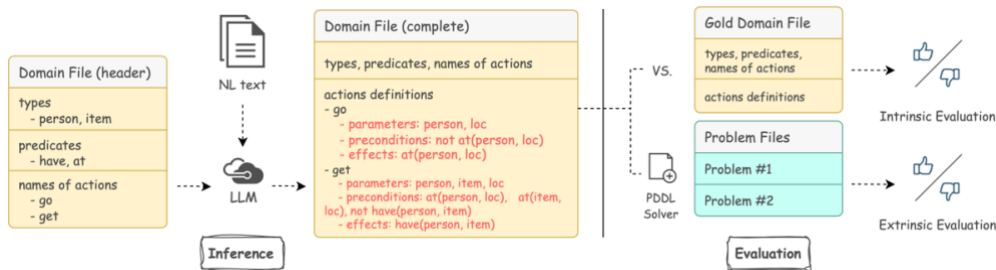 Domain File (header)
types
- person, item
predicates
- have, at
names of actions
- go
- get
NL text
LLM
Domain File (complete)
types, predicates, names of actions
actions definitions
- go
- parameters: person, loc
- preconditions: not at(person, loc)
- effects: at(person, loc)
- get
- parameters: person, item, loc
- preconditions: at(person, loc), at(item,
loc), not have(person, item)
- effects: have(person, item)
Inference
VS.
PDDL
Solver
Gold Domain File
types, predicates,
names of actions
actions definitions
Problem Files
Problem #1
Problem #2
Intrinsic Evaluation
Extrinsic Evaluation
Evaluation